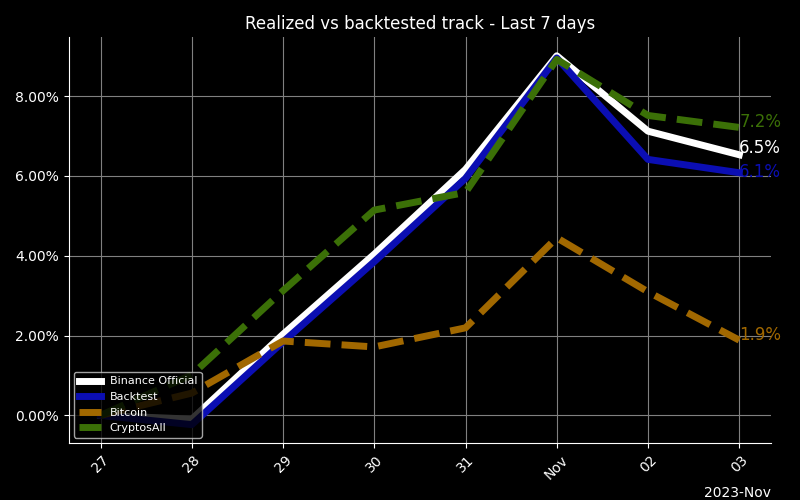 Realized vs backtested track - Last 7 days
8.00%
6.00%
4.00%
2.00%
0.00%
7.2%
6.5%
6.1%
1.9%
Binance Official
Backtest
Bitcoin
CryptosAll
27
28
29
30
31
Nov
02
03
2023-Nov